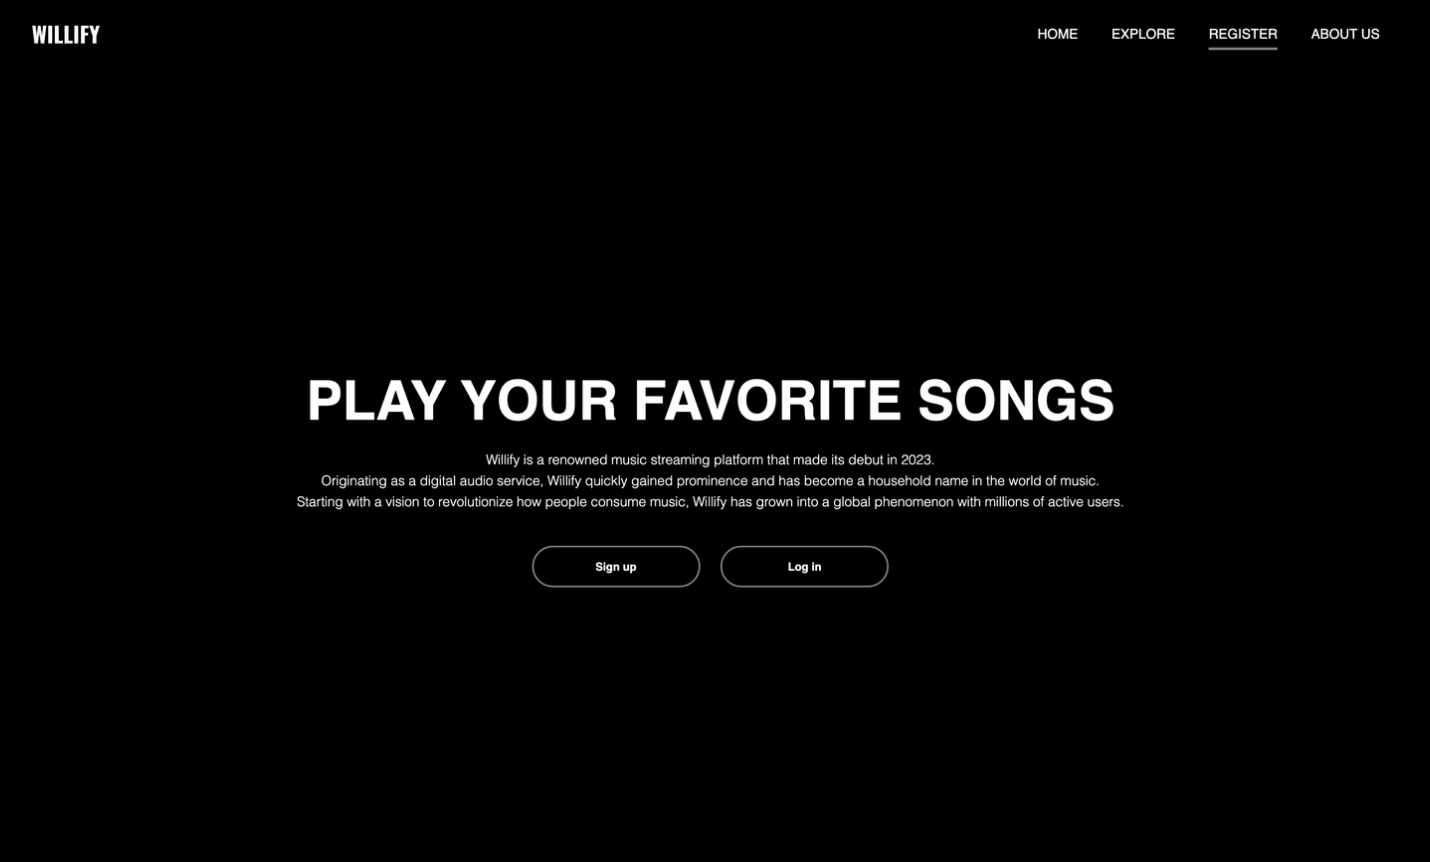 WILLIFY
HOME EXPLORE REGISTER ABOUT US
PLAY YOUR FAVORITE SONGS
Willify is a renowned music streaming platform that made its debut in 2023.
Originating as a digital audio service, Willify quickly gained prominence and has become a household name in the world of music.
Starting with a vision to revolutionize how people consume music, Willify has grown into a global phenomenon with millions of active users.
Sign up Log in